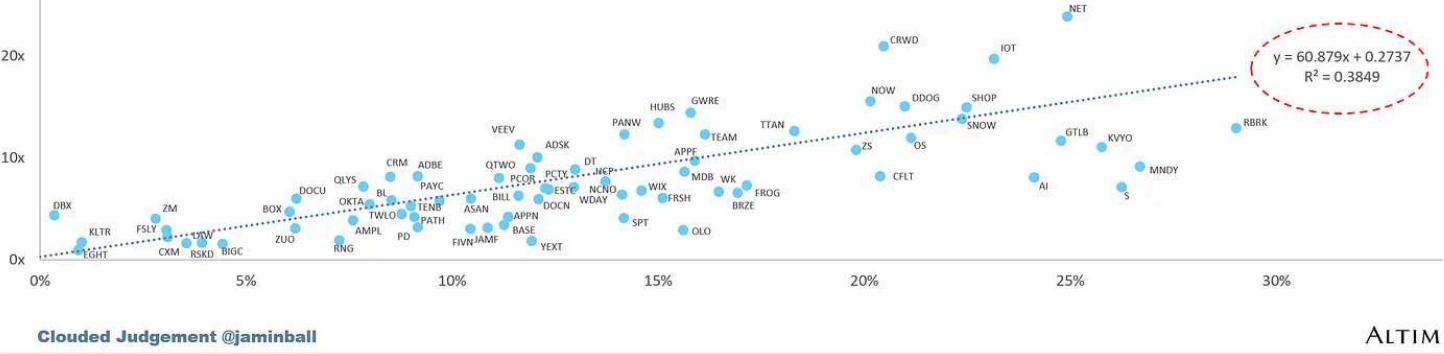 NET
CRWD
IOT
20x
y = 60.879x + 0.2737
R² = 0.3849
NOW
DDOG
SHOP
HUBS
GWRE
PANW
TEAM
TTAN
SNOW
RBRK
VEEV
ADSK
GTLB
KVYO
OS
ZS
10x
CRM
ADBE
QTWO
PCOR
PCTY
DT
NCP
APPF
MDB
CFLT
MNDY
AI
S
QLYS
BL
PAYC
BILL
ESTC
NCNO
WIX
WK
FROG
DBX
ZM
DOCU
BOX
OKTA
TWLO
TENB
ASAN
DOCN
WDAY
FRSH
BRZE
KLTR
FSLY
LAW
ZUO
AMPL
PATH
PD
APPN
BASE
SPT
OLO
EGHT
CXM
RSKD
BIGC
RNG
FIVN
JAMF
YEXT
0x
0%
5%
10%
15%
20%
25%
30%
Clouded Judgement @jaminball
ALTIM